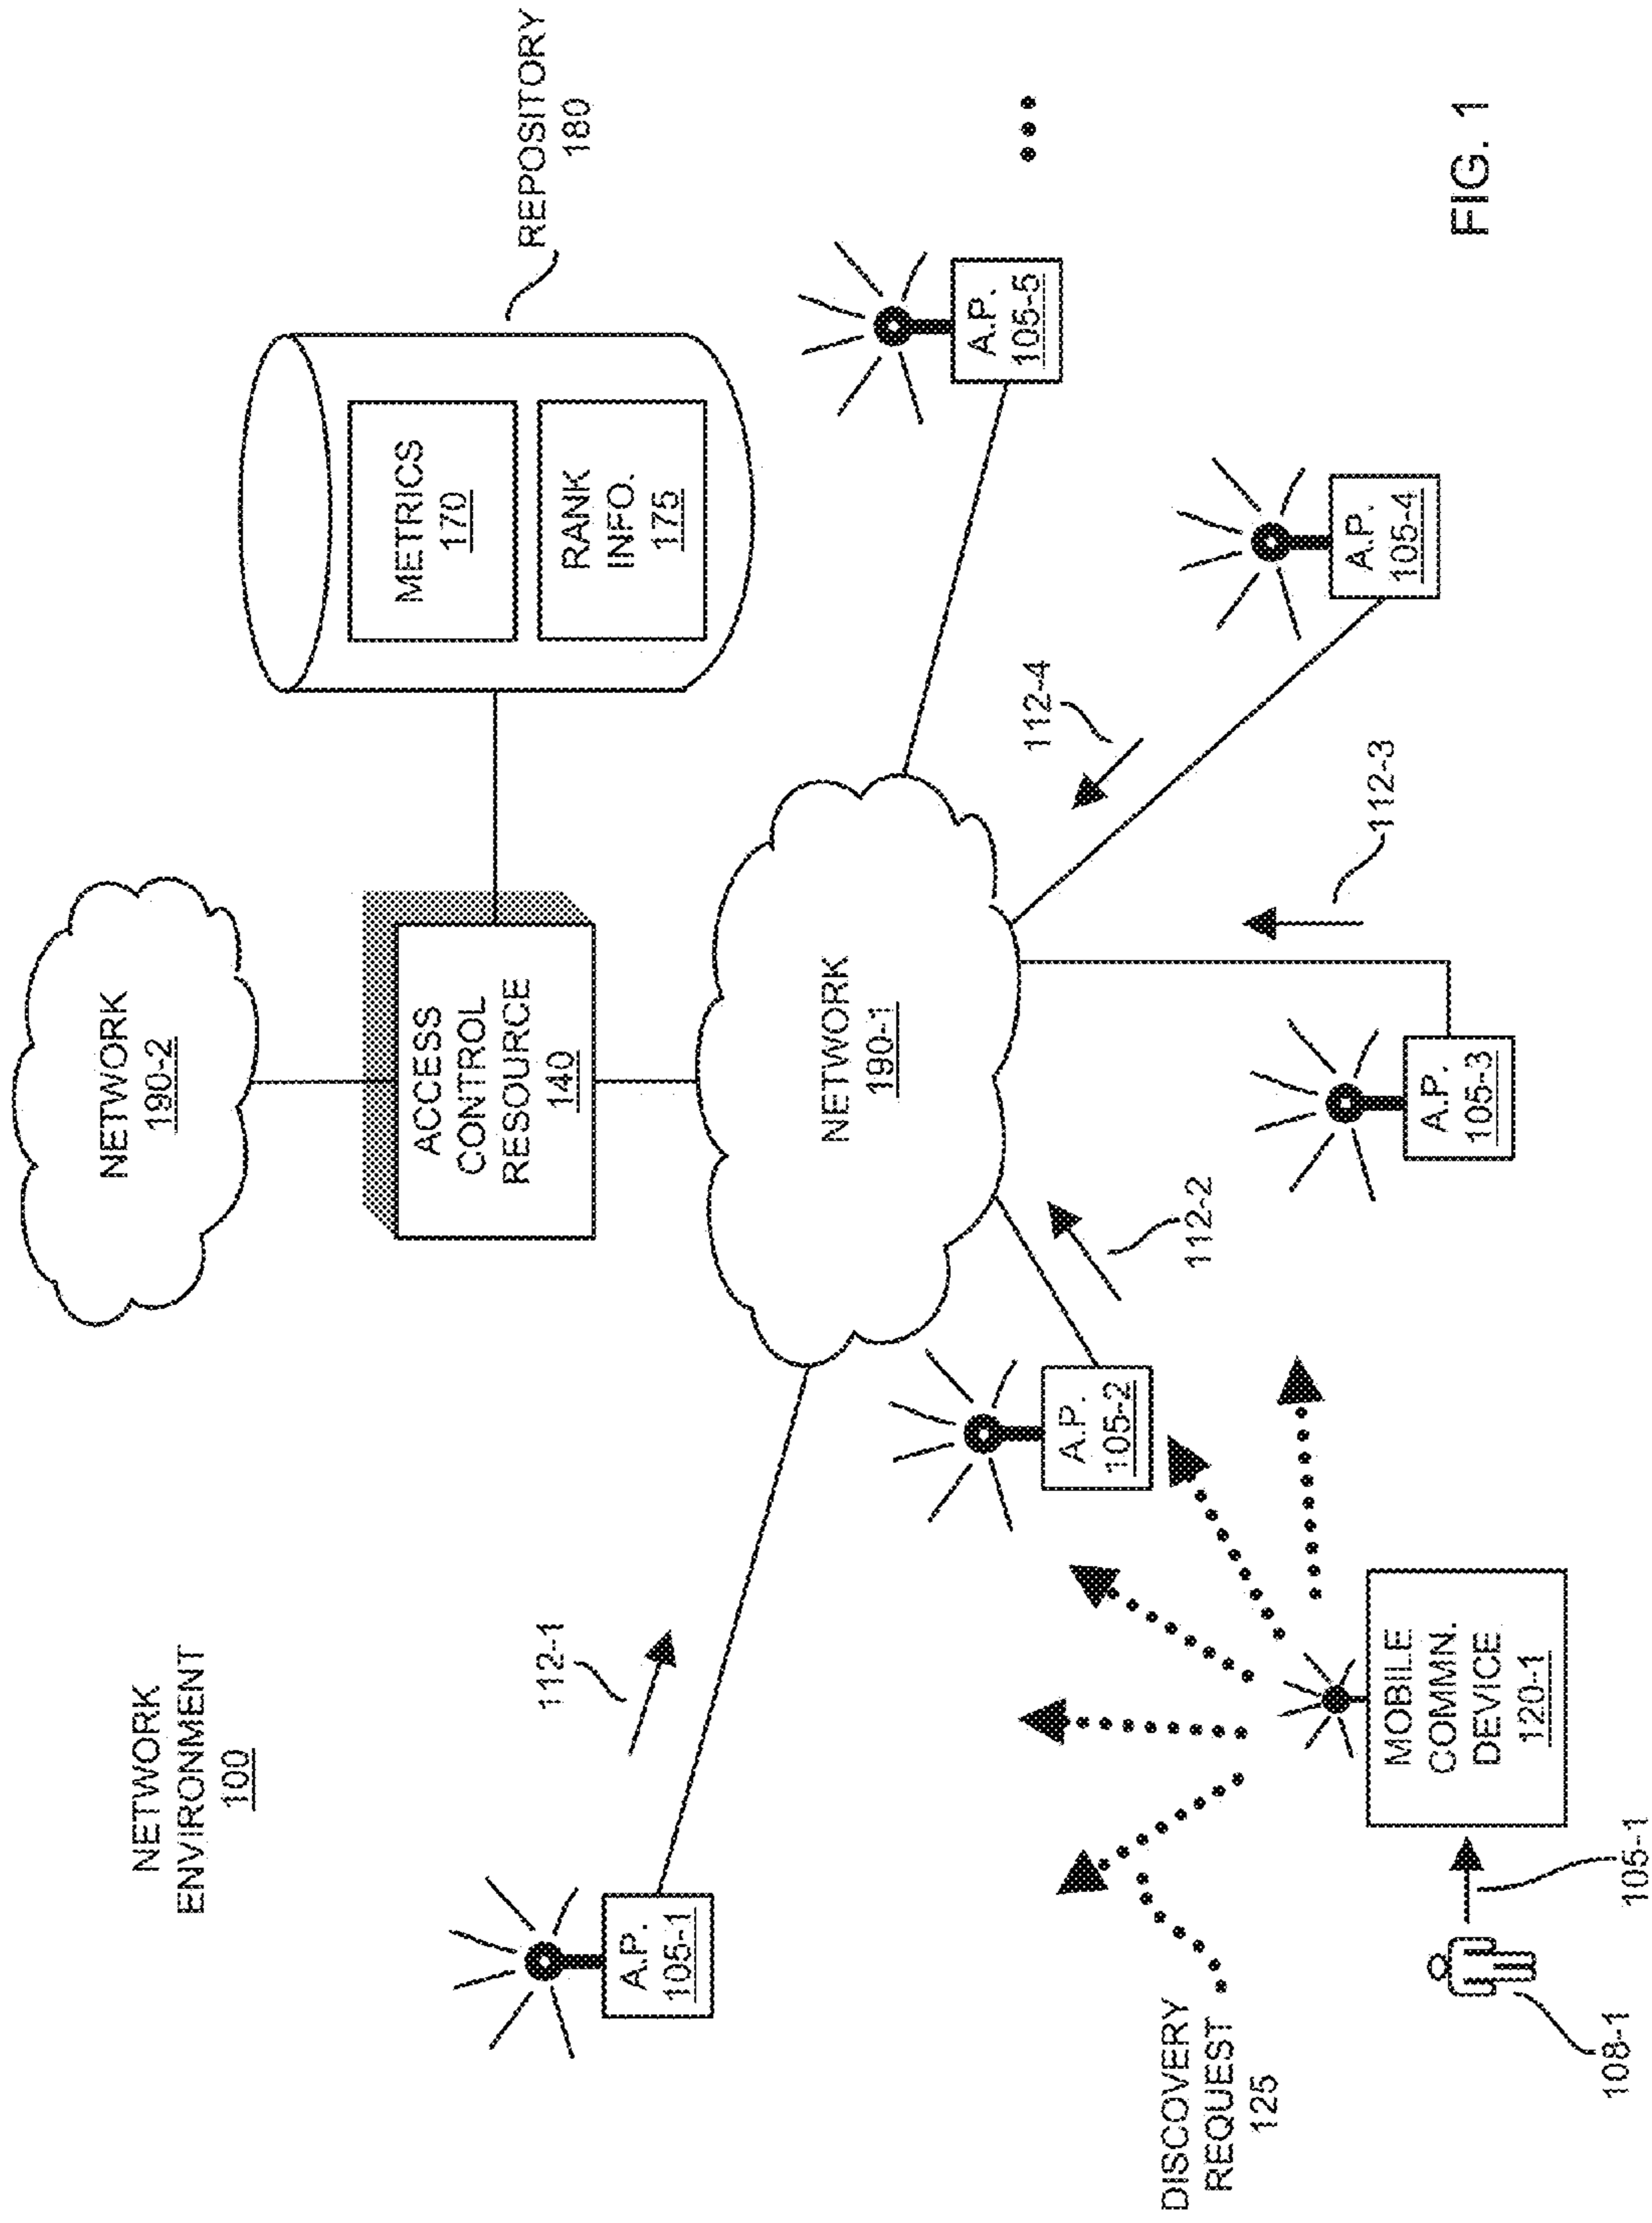 NETWORK
ENVIRONMENT
100
NETWORK
190-2
ACCESS
CONTROL
RESOURCE
140
REPOSITORY
180
METRICS
170
RANK
INFO.
175
NETWORK
190-1
112-1
A.P.
105-1
A.P.
105-2
112-2
A.P.
105-3
112-3
112-4
A.P.
105-4
A.P.
105-5
DISCOVERY
REQUEST
125
MOBILE
COMMN.
DEVICE
120-1
108-1
105-1
FIG. 1